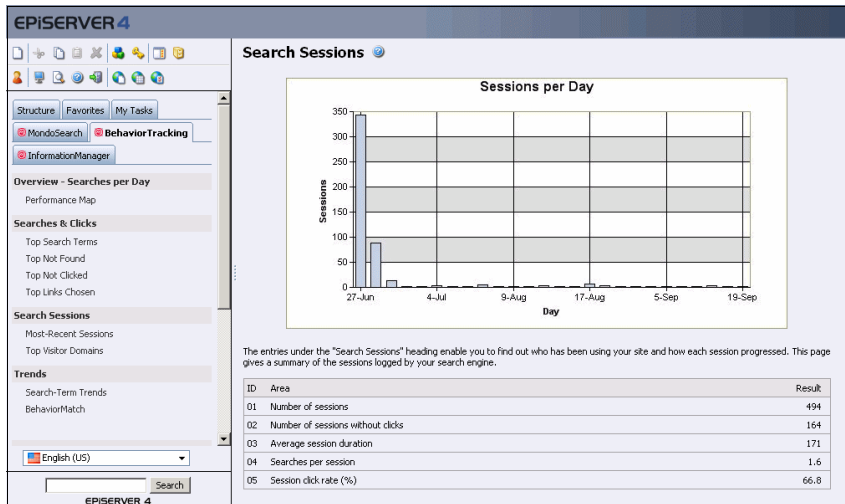 EPiSERVER 4
Structure Favorites My Tasks
MondoSearch BehaviorTracking
InformationManager
Overview - Searches per Day
Performance Map
Searches & Clicks
Top Search Terms
Top Not Found
Top Not Clicked
Top Links Chosen
Search Sessions
Most-Recent Sessions
Top Visitor Domains
Trends
Search-Term Trends
BehaviorMatch
English (US)
Search
EPiSERVER 4
Search Sessions
Sessions per Day
Sessions
350
300
250
200
150
100
50
0
27-Jun 4-Jul 9-Aug 17-Aug 5-Sep 19-Sep
Day
The entries under the "Search Sessions" heading enable you to find out who has been using your site and how each session progressed. This page
gives a summary of the sessions logged by your search engine.
ID Area Result
01 Number of sessions 494
02 Number of sessions without clicks 164
03 Average session duration 171
04 Searches per session 1.6
05 Session click rate (%) 66.8